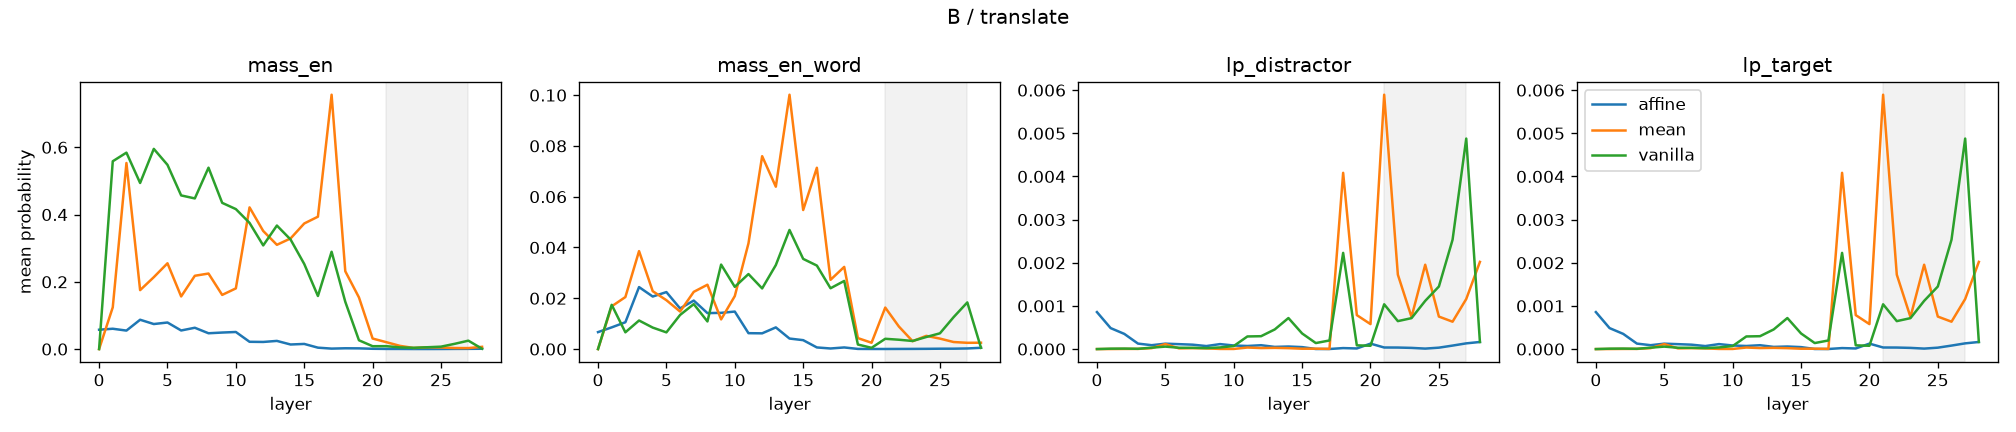 B / translate
mass_en
mass_en_word
lp_distractor
lp_target
mean probability
0.6
0.4
0.2
0.0
0 5 10 15 20 25
layer
0.10
0.08
0.06
0.04
0.02
0.00
0 5 10 15 20 25
layer
0.006
0.005
0.004
0.003
0.002
0.001
0.000
0 5 10 15 20 25
layer
0.006
0.005
0.004
0.003
0.002
0.001
0.000
0 5 10 15 20 25
layer
affine
mean
vanilla